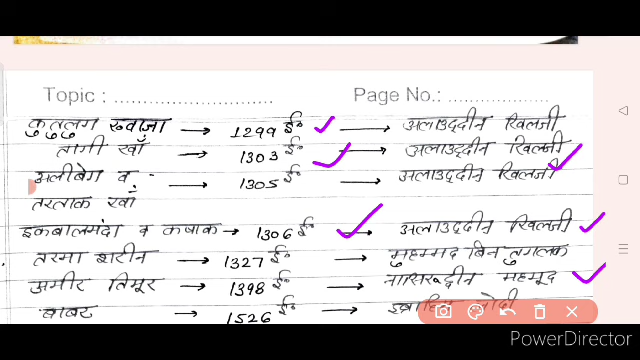 Topic : ........................... Page No.: .......................
कुतुलुग ख्वाजा → 1299 ई० → अलाउद्दीन खिलजी
तागी खाँ → 1303 ई० → अलाउद्दीन खिलजी
अलीबेग व → 1305 ई० → अलाउद्दीन खिलजी
तरताक खाँ
इकबालमंदा व कबाक → 1306 ई० → अलाउद्दीन खिलजी
तरमा शरीन → 1327 ई० → मुहम्मद बिन तुगलक
अमीर तिमूर → 1398 ई० → नासिरूद्दीन महमूद
बाबर → 1526 ई० → लोदी
PowerDirector